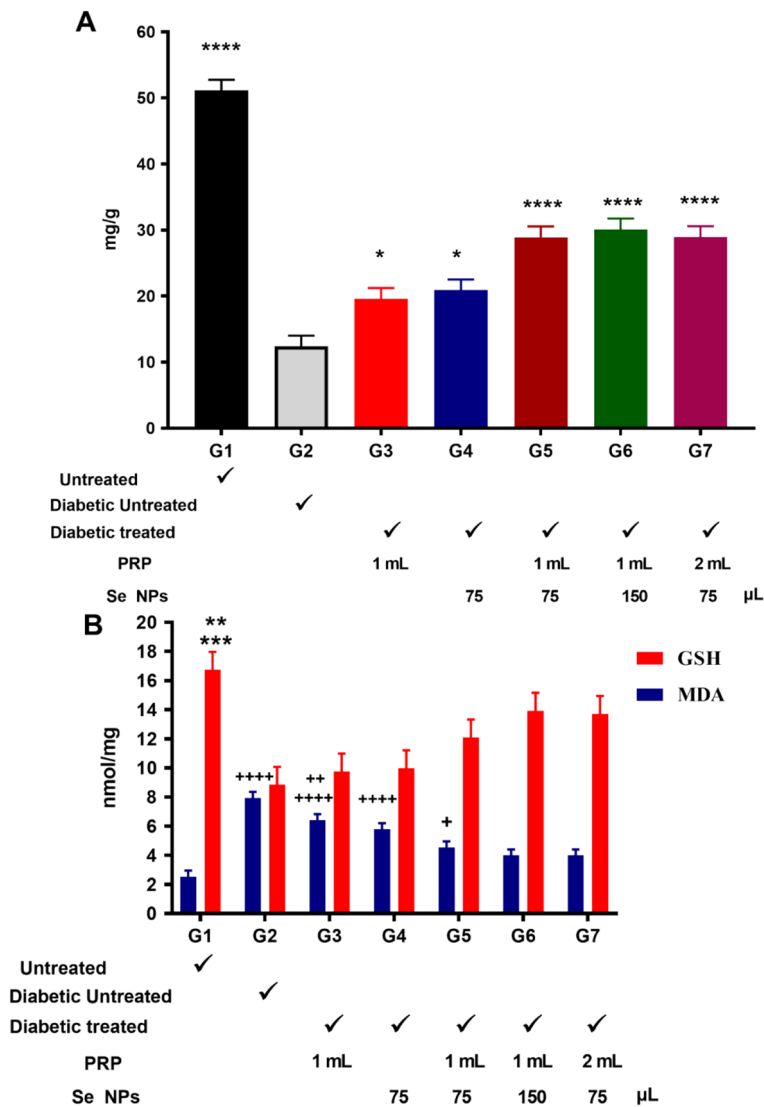 A
60
****
50
40
mg/g
30
**** **** ****
* *
20
10
0
G1 G2 G3 G4 G5 G6 G7
Untreated ✓
Diabetic Untreated ✓
Diabetic treated ✓ ✓ ✓ ✓ ✓
PRP 1 mL 1 mL 1 mL 2 mL
Se NPs 75 75 150 75 µL
B
20
**
***
18
GSH
16
MDA
14
nmol/mg
12
10
++++ ++
++++ ++++
8
6
+
4
2
0
G1 G2 G3 G4 G5 G6 G7
Untreated ✓
Diabetic Untreated ✓
Diabetic treated ✓ ✓ ✓ ✓ ✓
PRP 1 mL 1 mL 1 mL 2 mL
Se NPs 75 75 150 75 µL